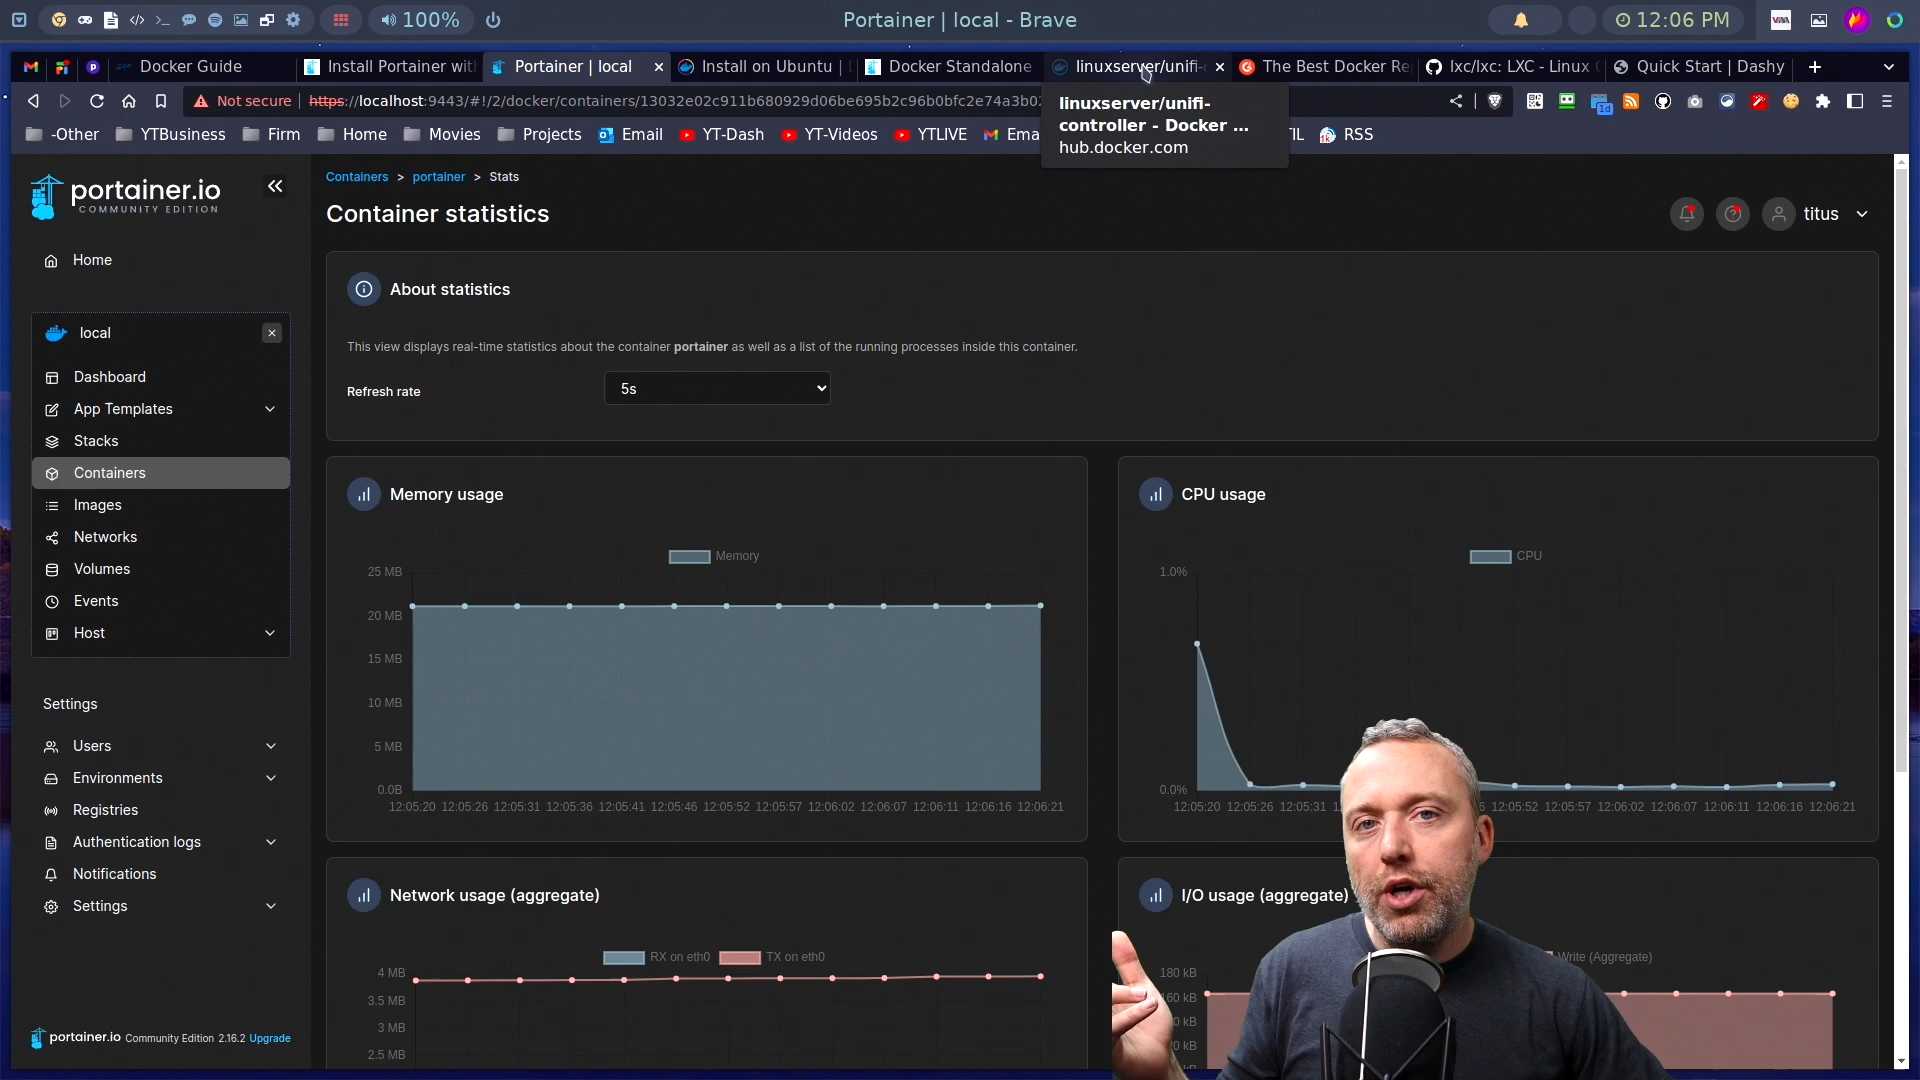 100%
Portainer | local - Brave
12:06 PM
Docker Guide
Install Portainer wit
Portainer | local
Install on Ubuntu |
Docker Standalone
linuxserver/unifi-
The Best Docker Re
lxc/lxc: LXC - Linux
Quick Start | Dashy
Not secure
https://localhost:9443/#!/2/docker/containers/13032e02c911b680929d06be695b2c96b0bfc2e74a3b0
linuxserver/unifi-
controller - Docker ...
hub.docker.com
-Other
YTBusiness
Firm
Home
Movies
Projects
Email
YT-Dash
YT-Videos
YTLIVE
Ema
IL
RSS
portainer.io
COMMUNITY EDITION
Home
local
Dashboard
App Templates
Stacks
Containers
Images
Networks
Volumes
Events
Host
Settings
Users
Environments
Registries
Authentication logs
Notifications
Settings
portainer.io Community Edition 2.16.2 Upgrade
Containers > portainer > Stats
Container statistics
titus
About statistics
This view displays real-time statistics about the container portainer as well as a list of the running processes inside this container.
Refresh rate
5s
Memory usage
Memory
25 MB
20 MB
15 MB
10 MB
5 MB
0.0B
12:05:20 12:05:26 12:05:31 12:05:36 12:05:41 12:05:46 12:05:52 12:05:57 12:06:02 12:06:07 12:06:11 12:06:16 12:06:21
CPU usage
CPU
1.0%
0.0%
12:05:20 12:05:26 12:05:31 12:05:52 12:05:57 12:06:02 12:06:07 12:06:11 12:06:16 12:06:21
Network usage (aggregate)
RX on eth0
TX on eth0
4 MB
3.5 MB
3 MB
2.5 MB
I/O usage (aggregate)
Write (Aggregate)
180 kB
160 kB